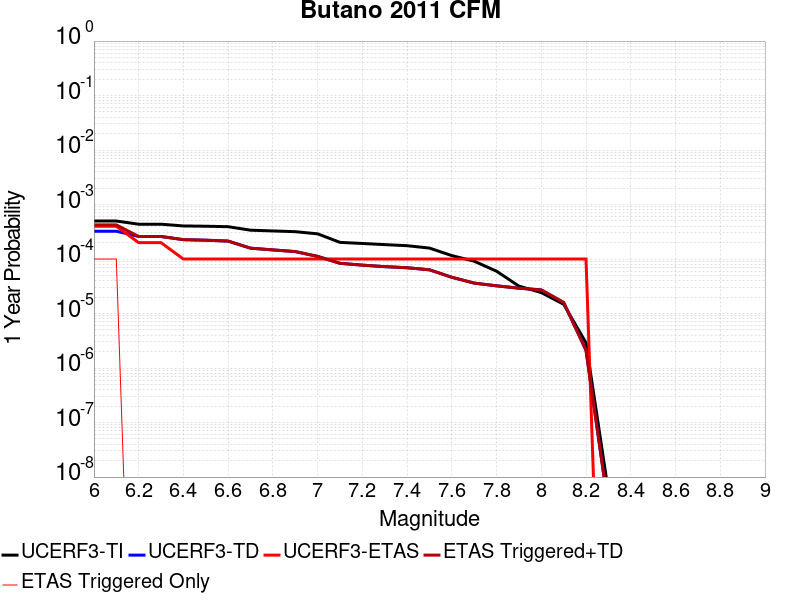 Butano 2011 CFM
10^0
10^-1
10^-2
10^-3
10^-4
10^-5
10^-6
10^-7
10^-8
1 Year Probability
6 6.2 6.4 6.6 6.8 7 7.2 7.4 7.6 7.8 8 8.2 8.4 8.6 8.8 9
Magnitude
UCERF3-TI UCERF3-TD UCERF3-ETAS ETAS Triggered+TD
ETAS Triggered Only